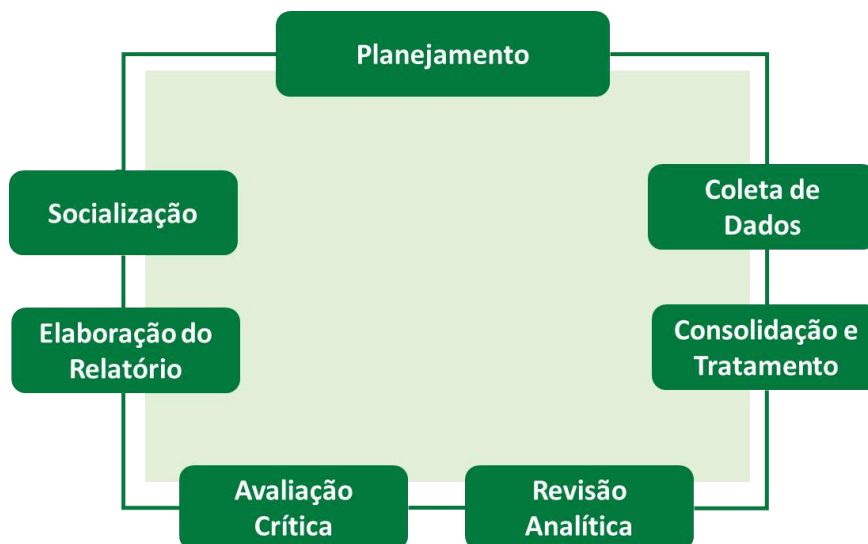 Planejamento
Socialização
Coleta de
Dados
Elaboração do
Relatório
Consolidação e
Tratamento
Avaliação
Crítica
Revisão
Analítica